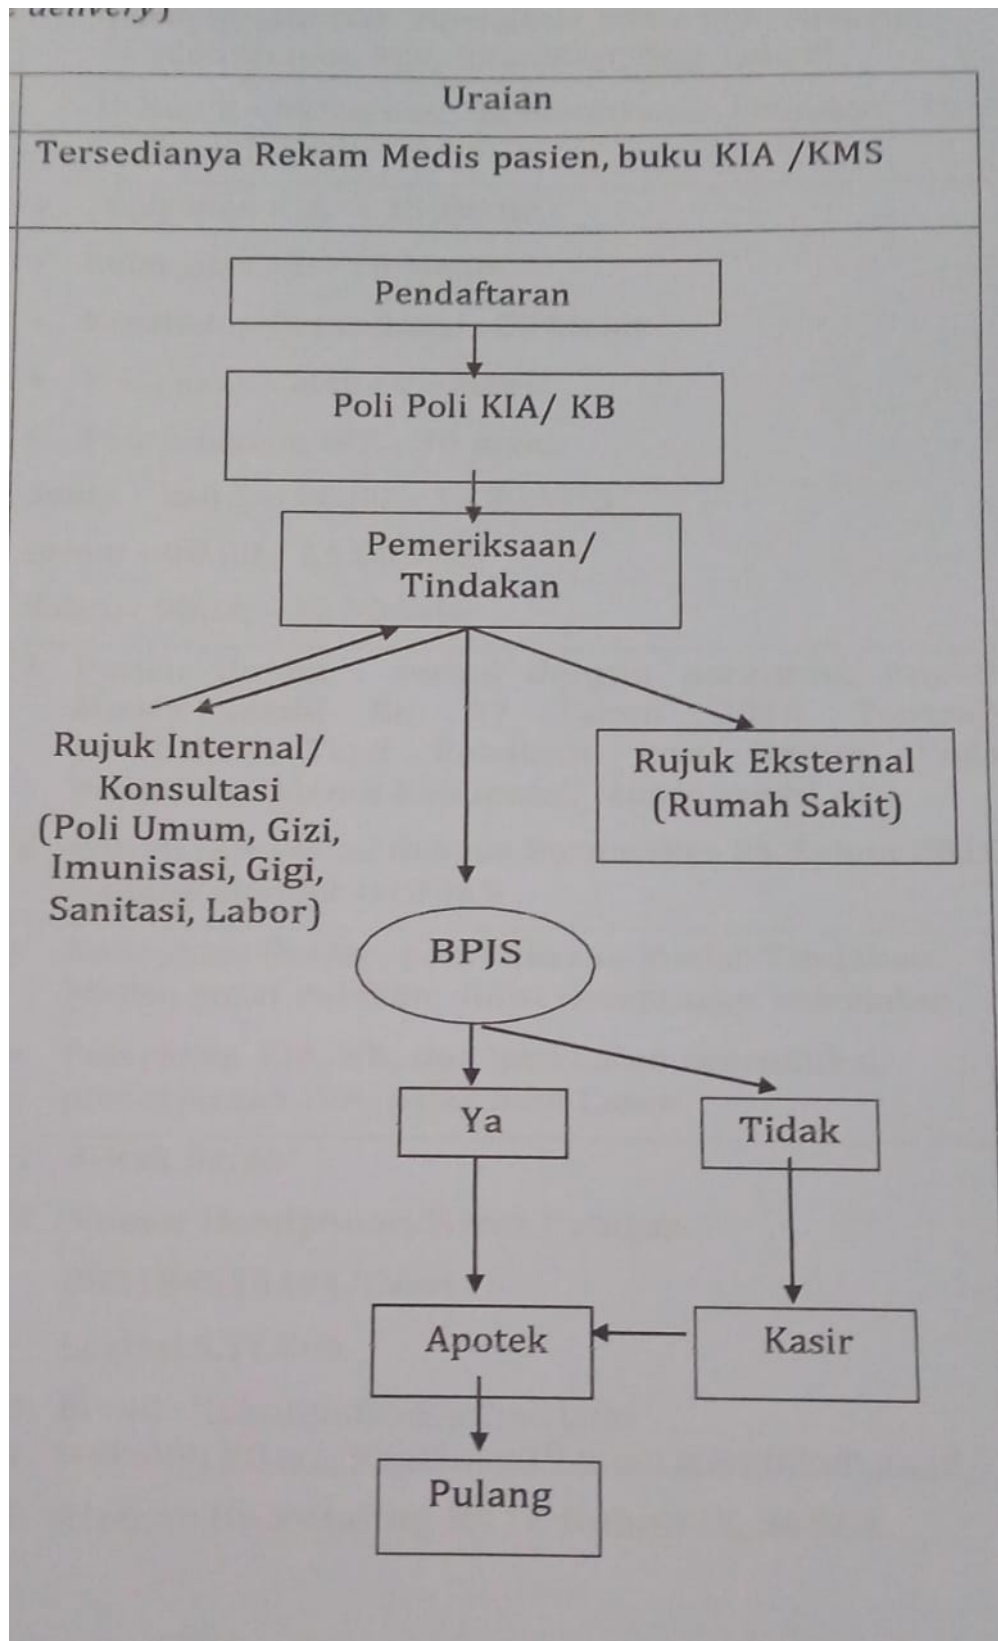 delivery)
Uraian
Tersedianya Rekam Medis pasien, buku KIA /KMS
Pendaftaran
Poli Poli KIA/ KB
Pemeriksaan/
Tindakan
Rujuk Internal/
Konsultasi
(Poli Umum, Gizi,
Imunisasi, Gigi,
Sanitasi, Labor)
Rujuk Eksternal
(Rumah Sakit)
BPJS
Ya
Tidak
Apotek
Kasir
Pulang